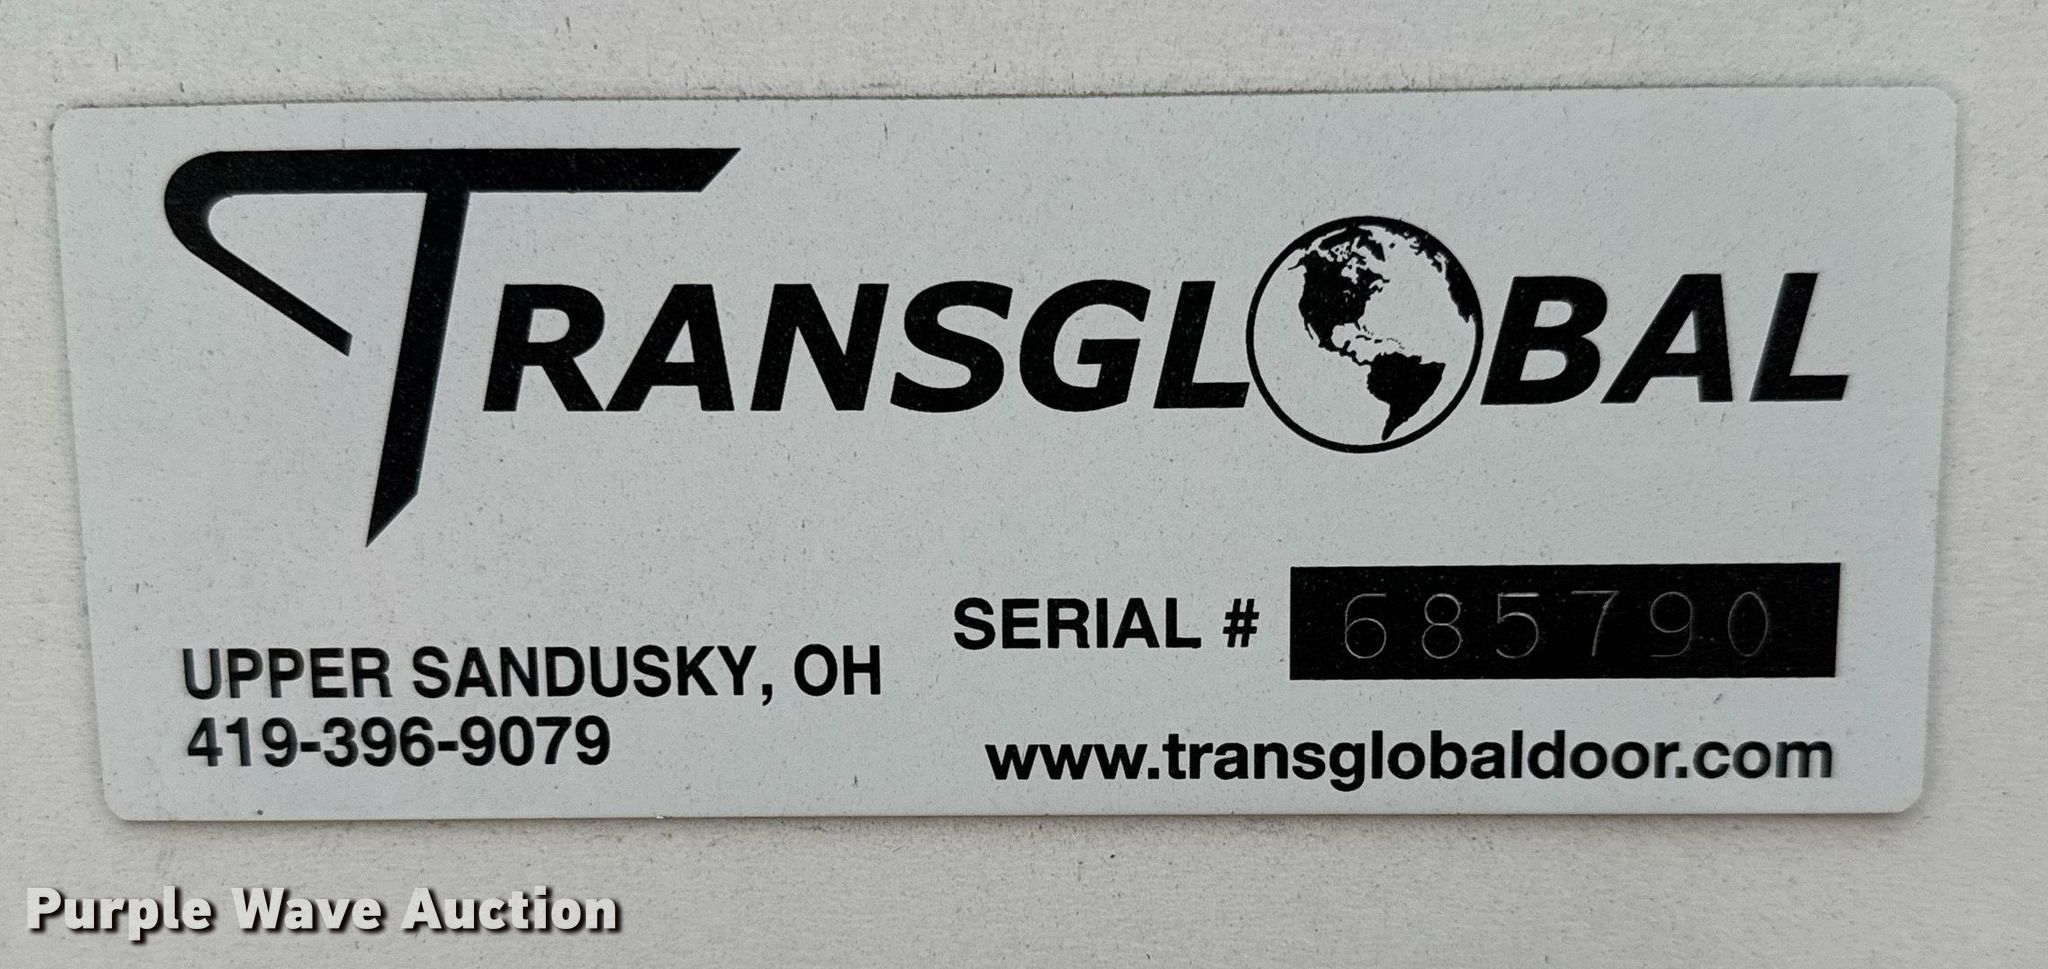 TRANSGLOBAL
SERIAL # 685790
UPPER SANDUSKY, OH
419-396-9079
www.transglobaldoor.com
Purple Wave Auction